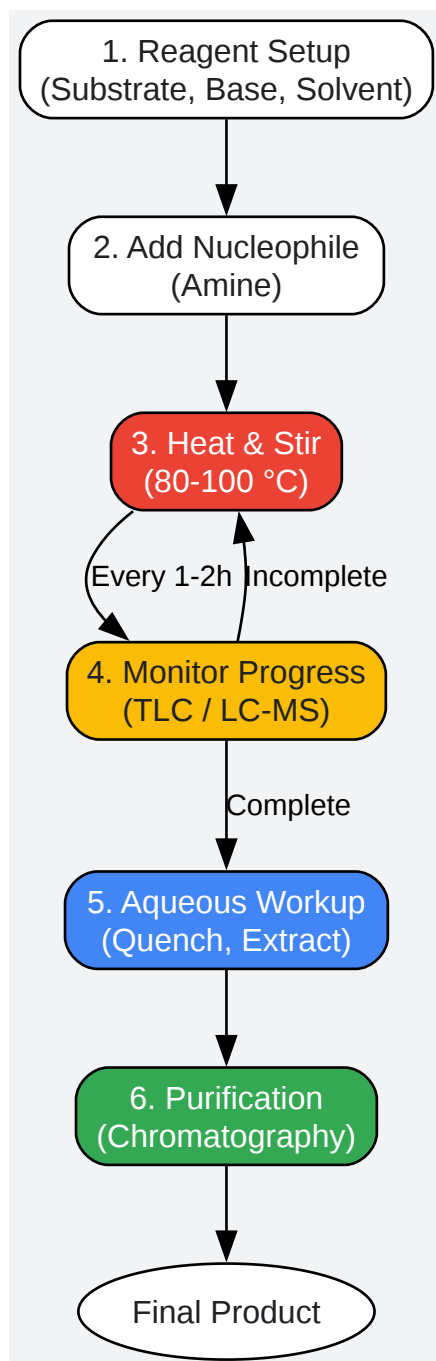 1. Reagent Setup
(Substrate, Base, Solvent)
2. Add Nucleophile
(Amine)
3. Heat & Stir
(80-100 °C)
Every 1-2h
Incomplete
4. Monitor Progress
(TLC / LC-MS)
Complete
5. Aqueous Workup
(Quench, Extract)
6. Purification
(Chromatography)
Final Product